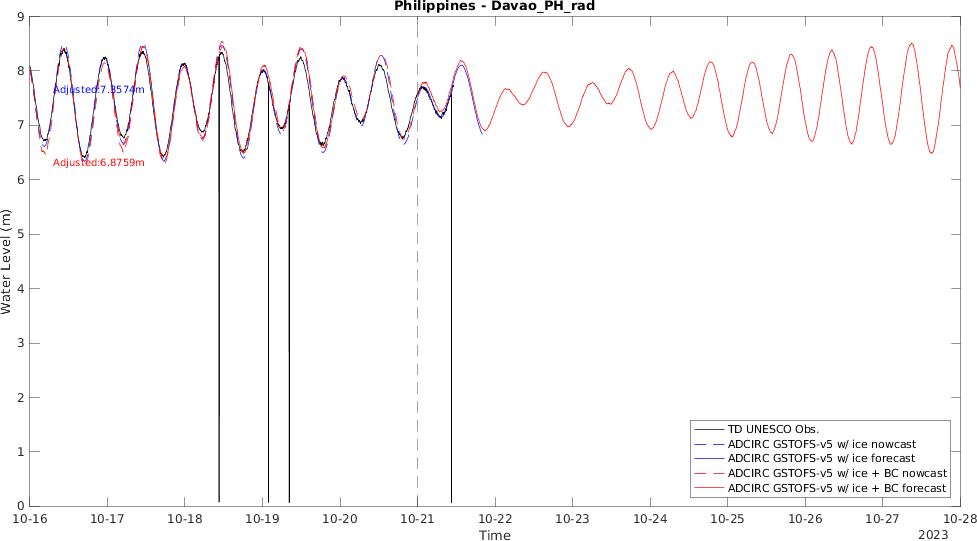 Philippines - Davao_PH_rad
9
8
7
6
5
4
3
2
1
0
Water Level (m)
Adjusted:7.3574m
Adjusted:6.8759m
TD UNESCO Obs.
ADCIRC GSTOFS-v5 w/ ice nowcast
ADCIRC GSTOFS-v5 w/ ice forecast
ADCIRC GSTOFS-v5 w/ ice + BC nowcast
ADCIRC GSTOFS-v5 w/ ice + BC forecast
10-16 10-17 10-18 10-19 10-20 10-21 10-22 10-23 10-24 10-25 10-26 10-27 10-28
Time
2023